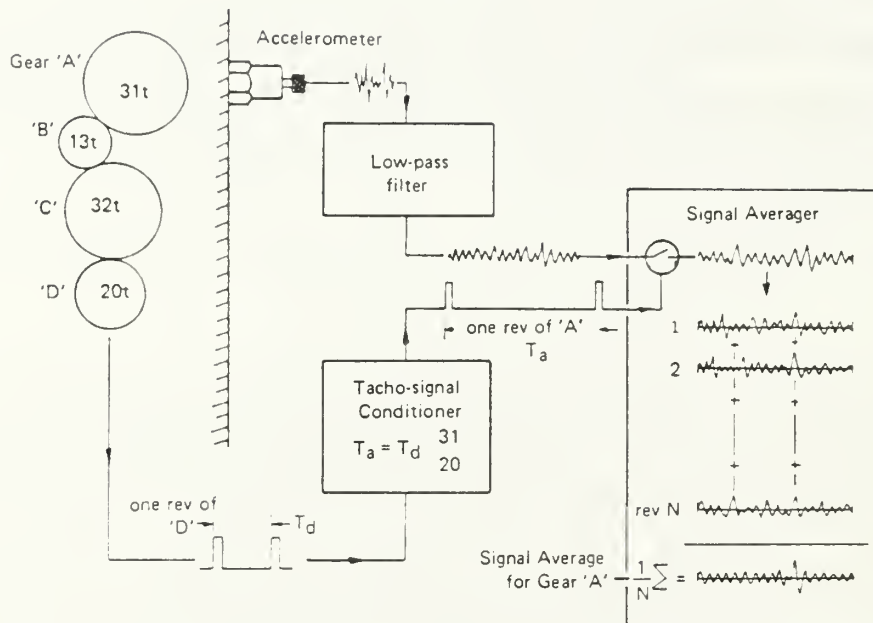 Accelerometer
Gear 'A'
31t
'B'
13t
'C'
32t
'D'
20t
Low-pass
filter
Signal Averager
one rev of 'A'
Ta
1
2
rev N
Tacho-signal
Conditioner
Ta = Td 31
20
one rev of
'D'
Td
Signal Average
for Gear 'A'
1
N
Σ =